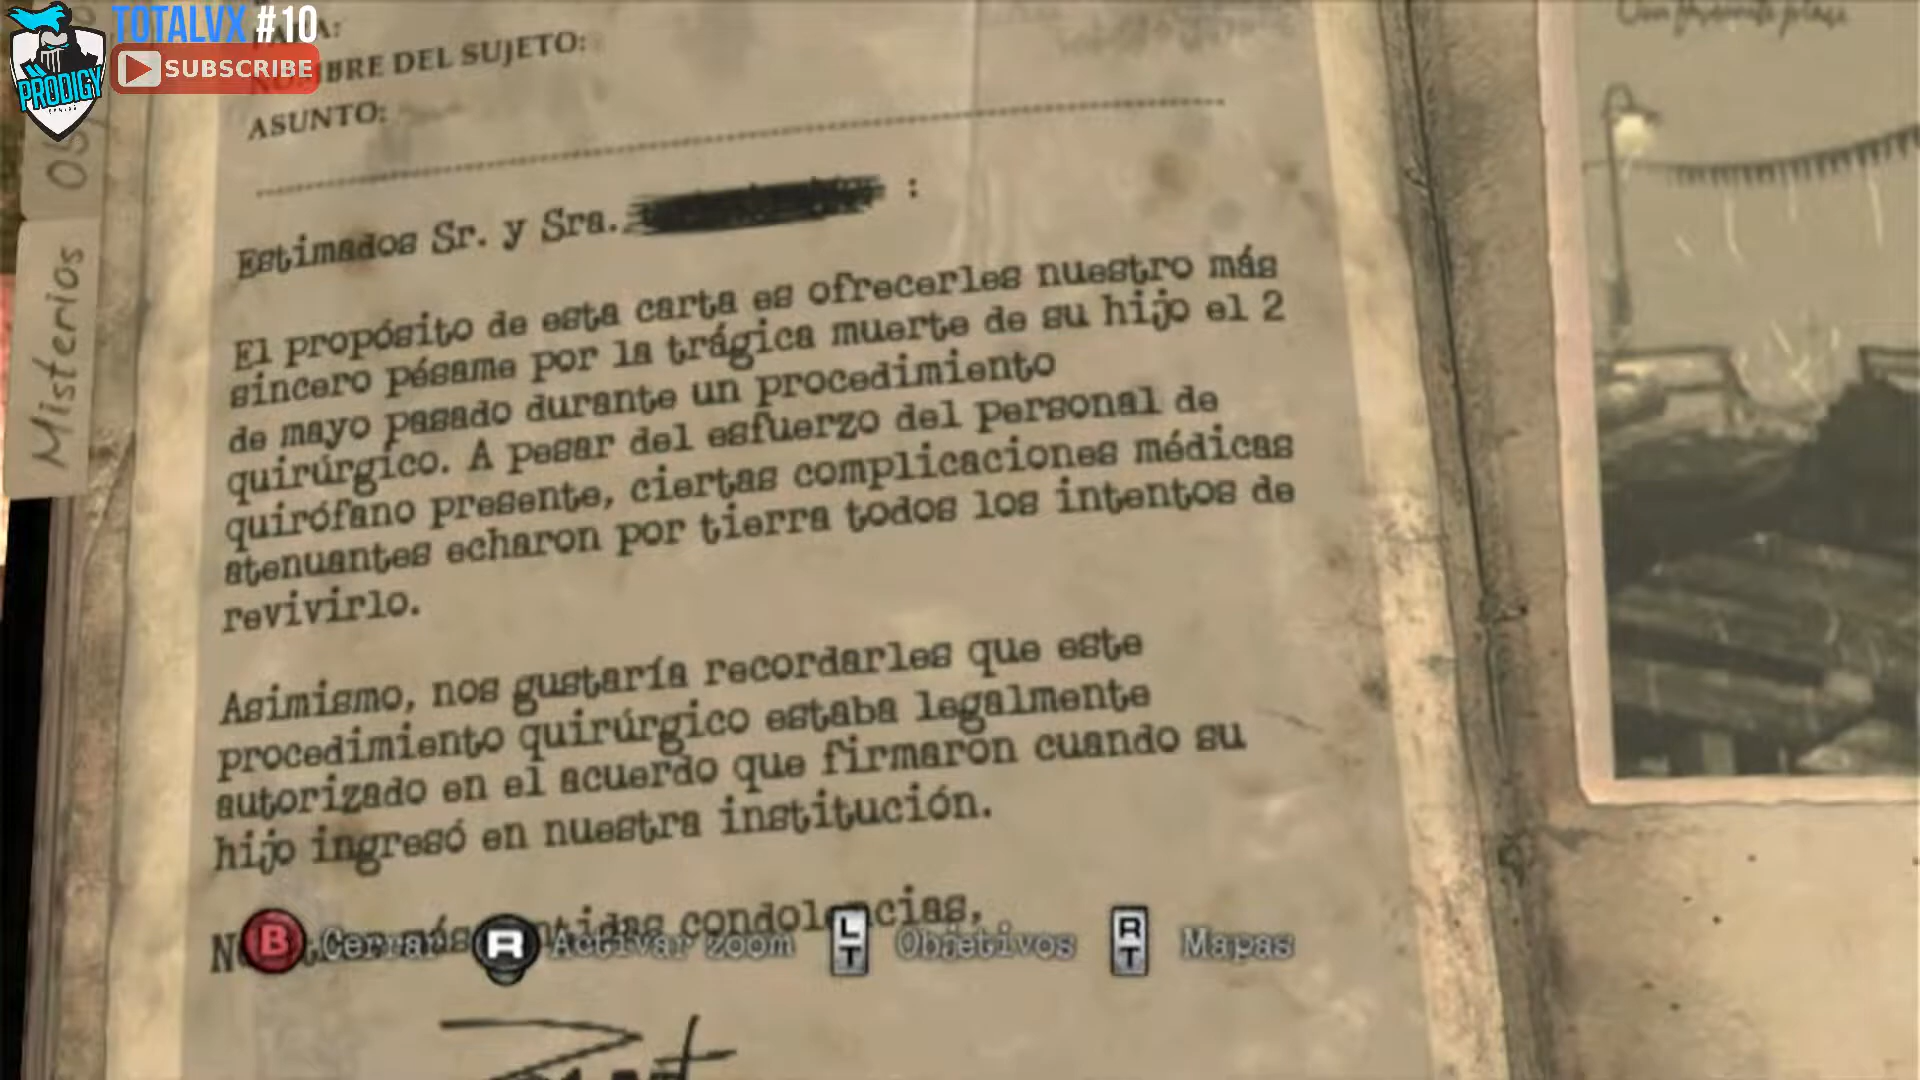 TOTALVX #10
SUBSCRIBE
PRODIGY
NOMBRE DEL SUJETO:
ASUNTO:
Misterios
Estimados Sr. y Sra. :
El propósito de esta carta es ofrecerles nuestro más
sincero pésame por la trágica muerte de su hijo el 2
de mayo pasado durante un procedimiento
quirúrgico. A pesar del esfuerzo del personal de
quirófano presente, ciertas complicaciones médicas
atenuantes echaron por tierra todos los intentos de
revivirlo.
Asimismo, nos gustaría recordarles que este
procedimiento quirúrgico estaba legalmente
autorizado en el acuerdo que firmaron cuando su
hijo ingresó en nuestra institución.
más sentidas condolencias,
B Cerrar R Activar zoom LT Objetivos RT Mapas